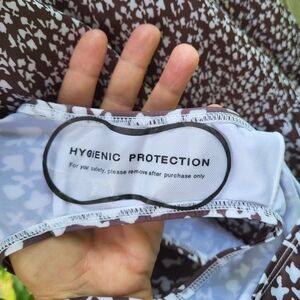 HYGIENIC PROTECTION
For your safety, please remove after purchase only